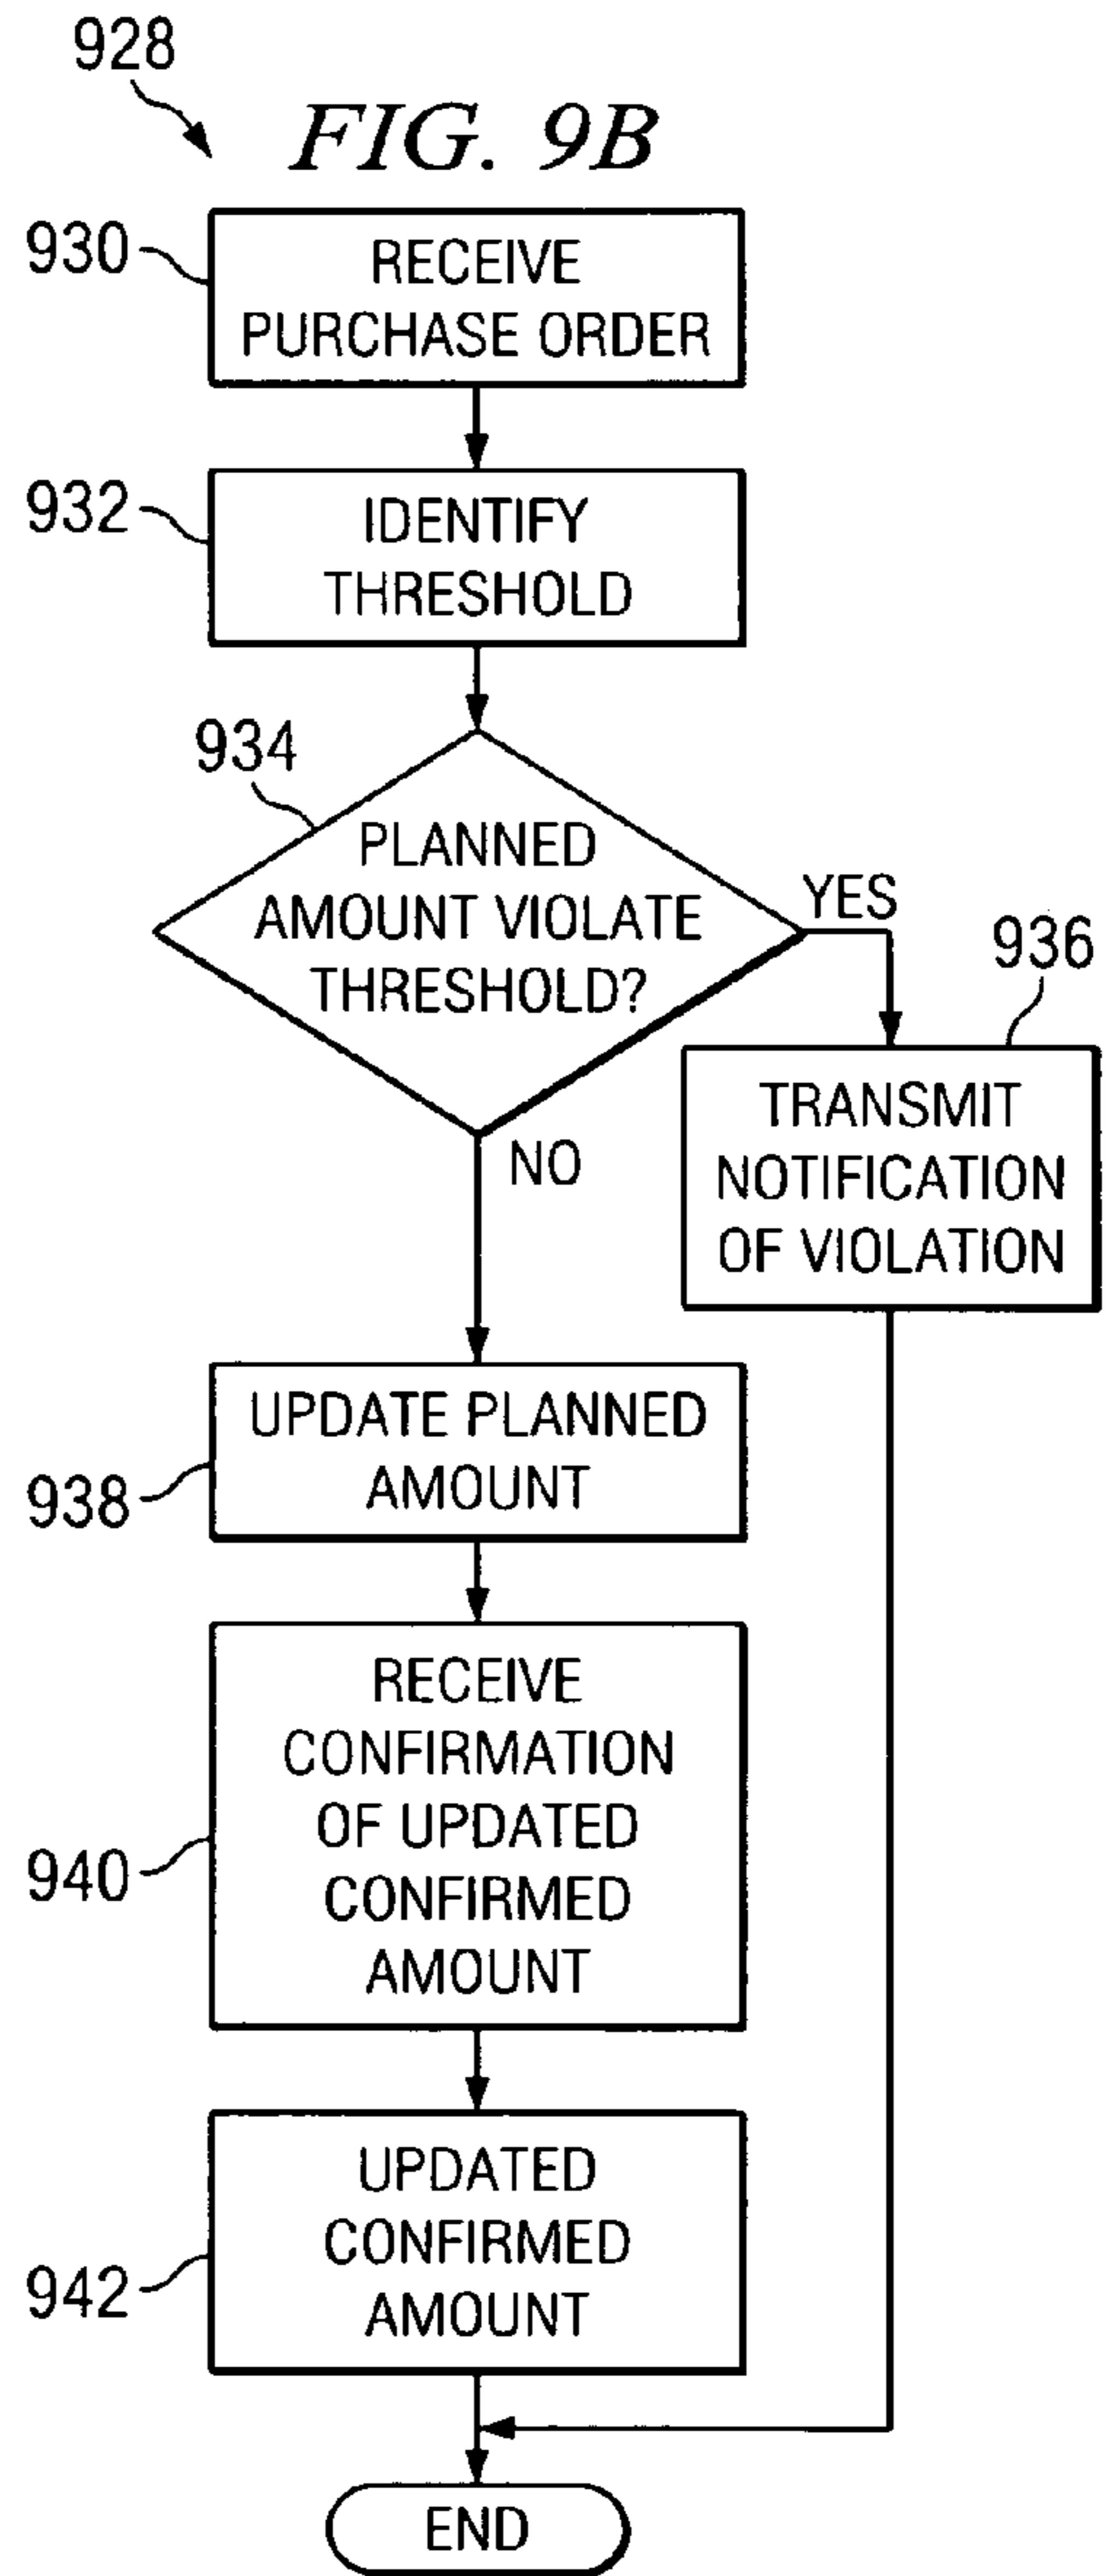 928
FIG. 9B
930
RECEIVE
PURCHASE ORDER
932
IDENTIFY
THRESHOLD
934
PLANNED
AMOUNT VIOLATE
THRESHOLD?
YES
936
TRANSMIT
NOTIFICATION
OF VIOLATION
NO
UPDATE PLANNED
AMOUNT
938
RECEIVE
CONFIRMATION
OF UPDATED
CONFIRMED
AMOUNT
940
UPDATED
CONFIRMED
AMOUNT
942
END